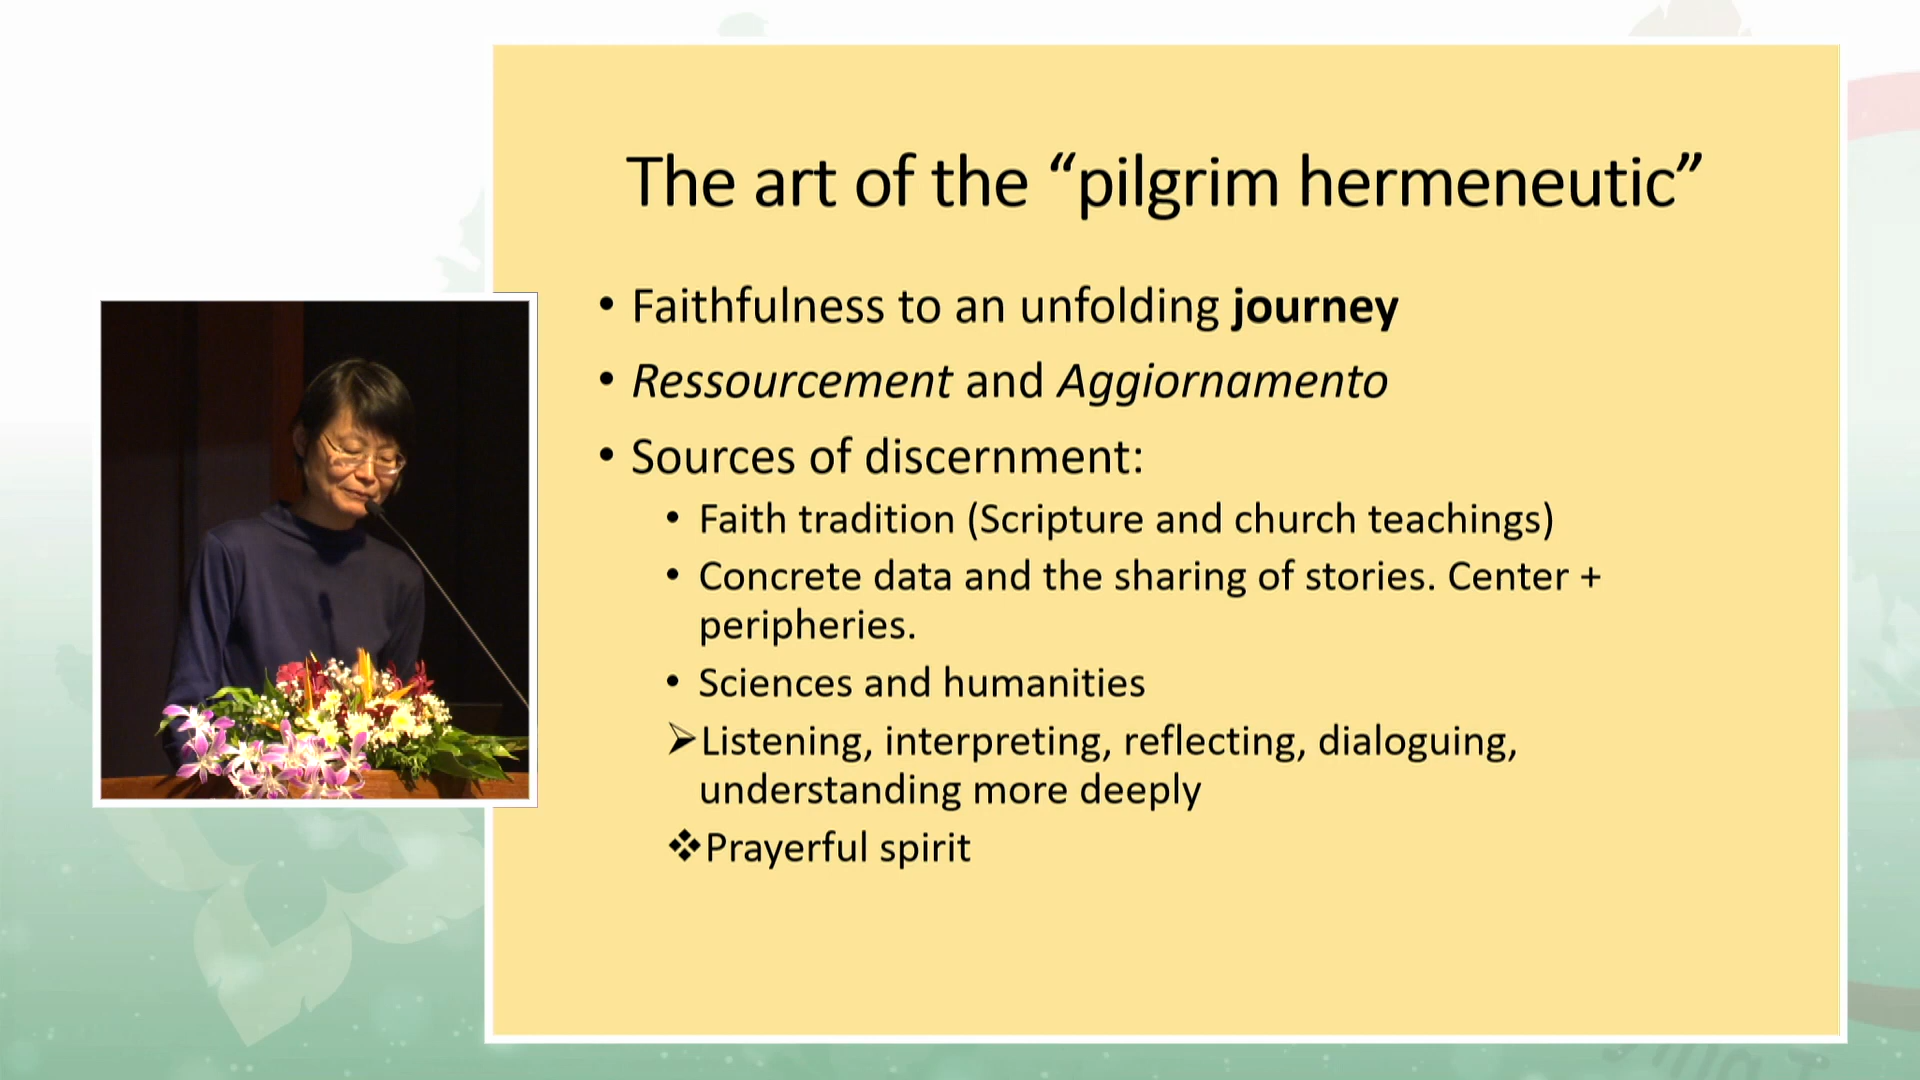 The art of the “pilgrim hermeneutic”
• Faithfulness to an unfolding journey
• Ressourcement and Aggiornamento
• Sources of discernment:
• Faith tradition (Scripture and church teachings)
• Concrete data and the sharing of stories. Center +
peripheries.
• Sciences and humanities
➢Listening, interpreting, reflecting, dialoguing,
understanding more deeply
❖Prayerful spirit